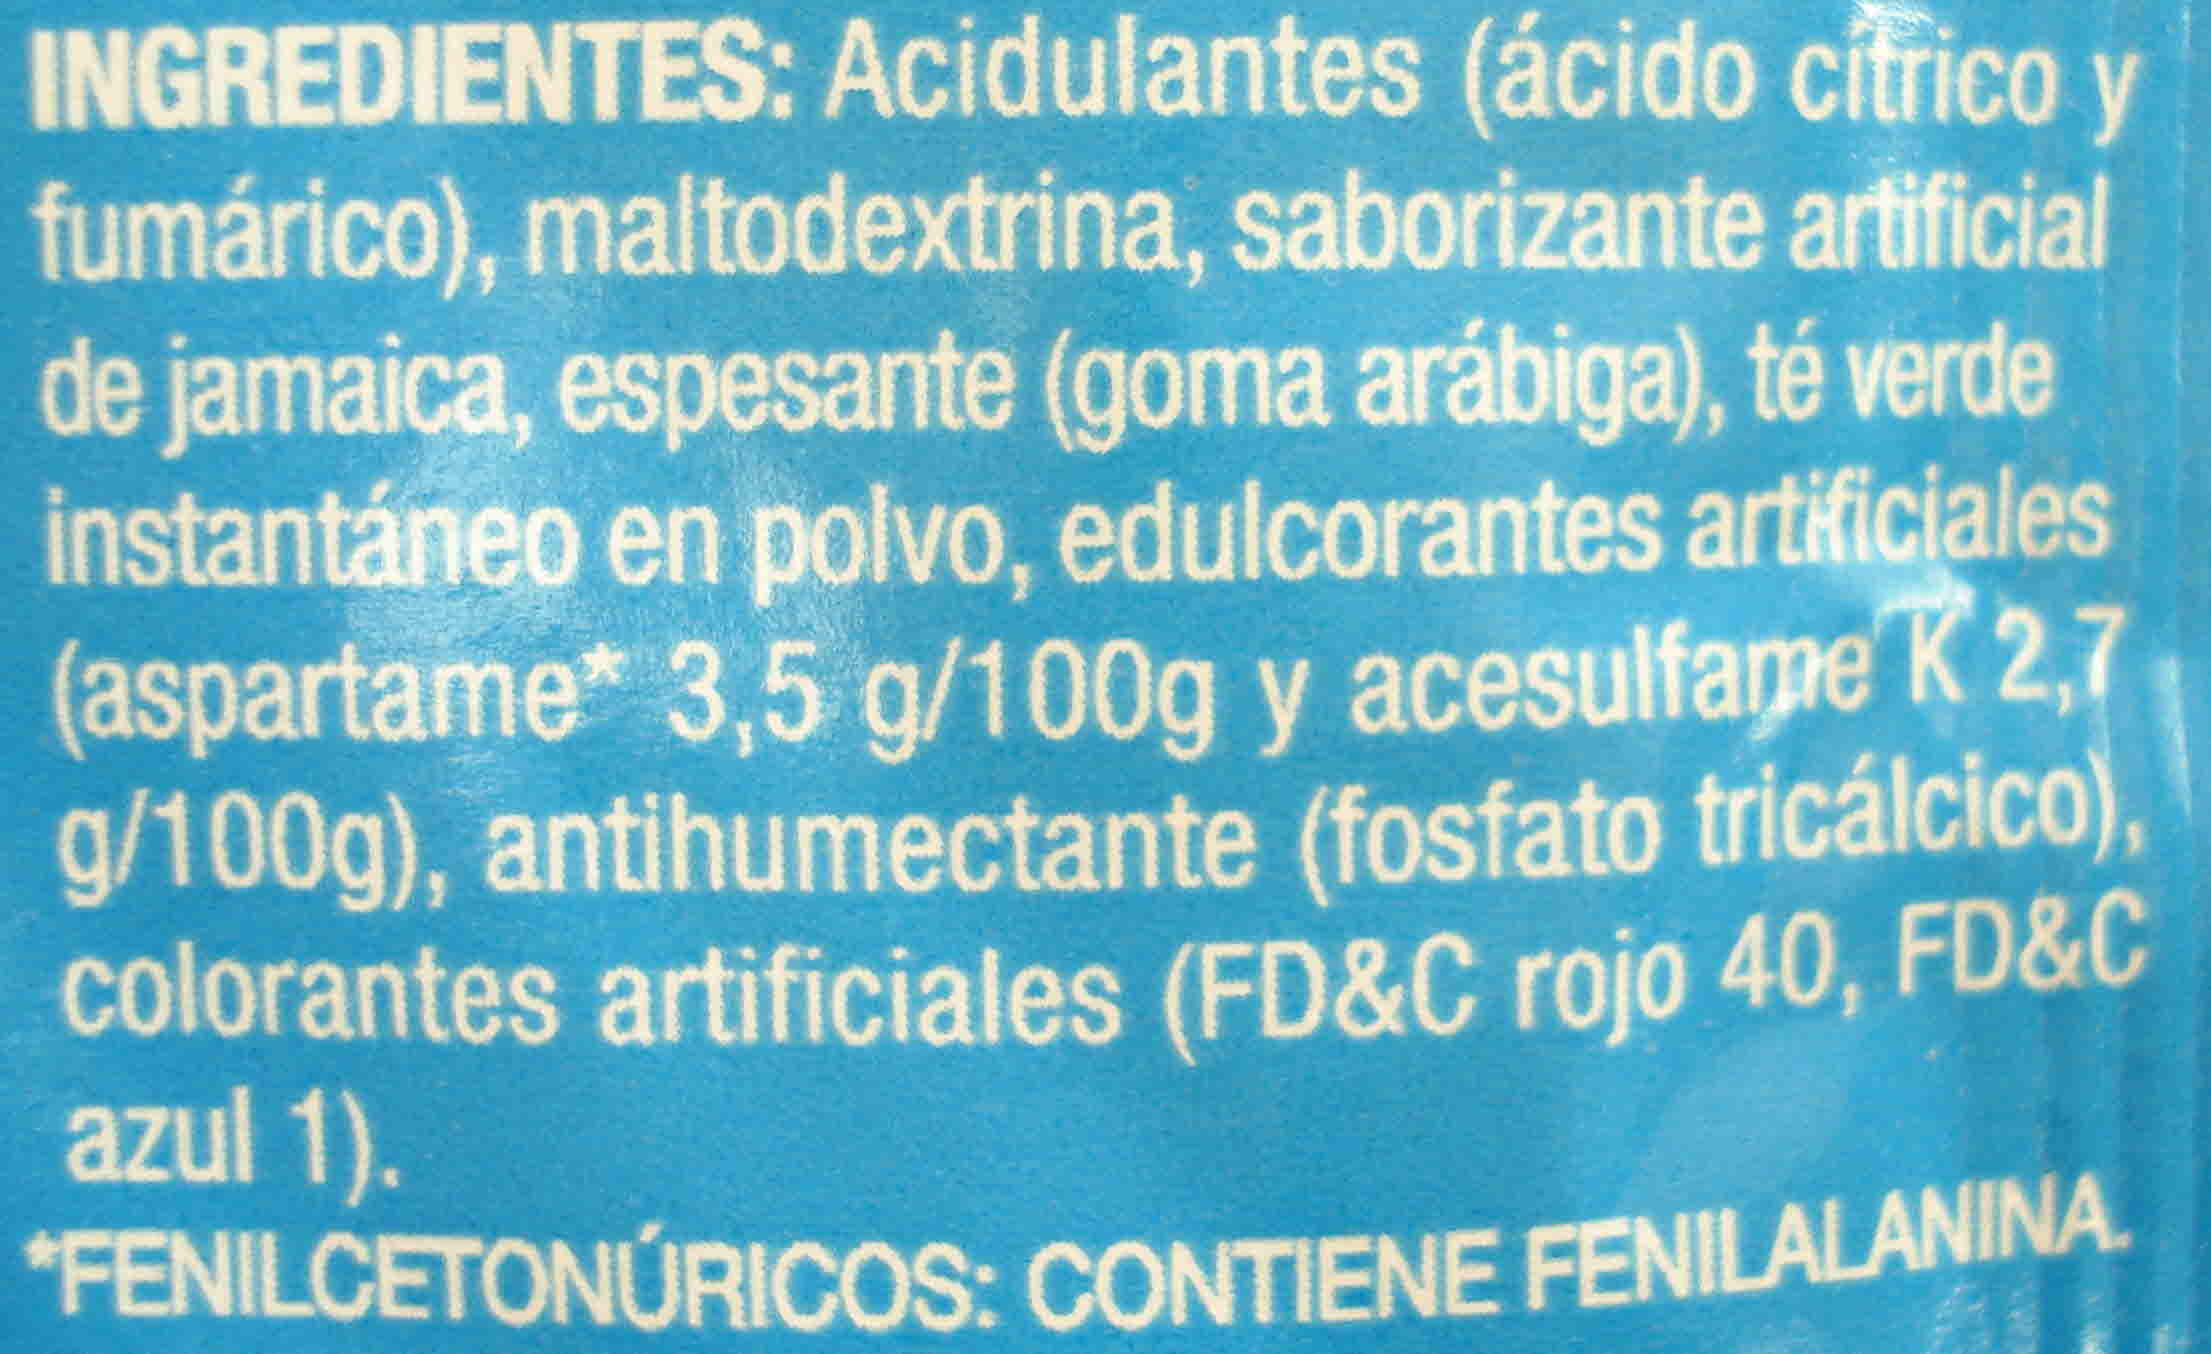 INGREDIENTES: Acidulantes (ácido cítrico y
fumárico), maltodextrina, saborizante artificial
de jamaica, espesante (goma arábiga), té verde
instantáneo en polvo, edulcorantes artificiales
(aspartame* 3,5 g/100g y acesulfame K 2,7
g/100g), antihumectante (fosfato tricálcico),
colorantes artificiales (FD&C rojo 40, FD&C
azul 1).
*FENILCETONÚRICOS: CONTIENE FENILALANINA.